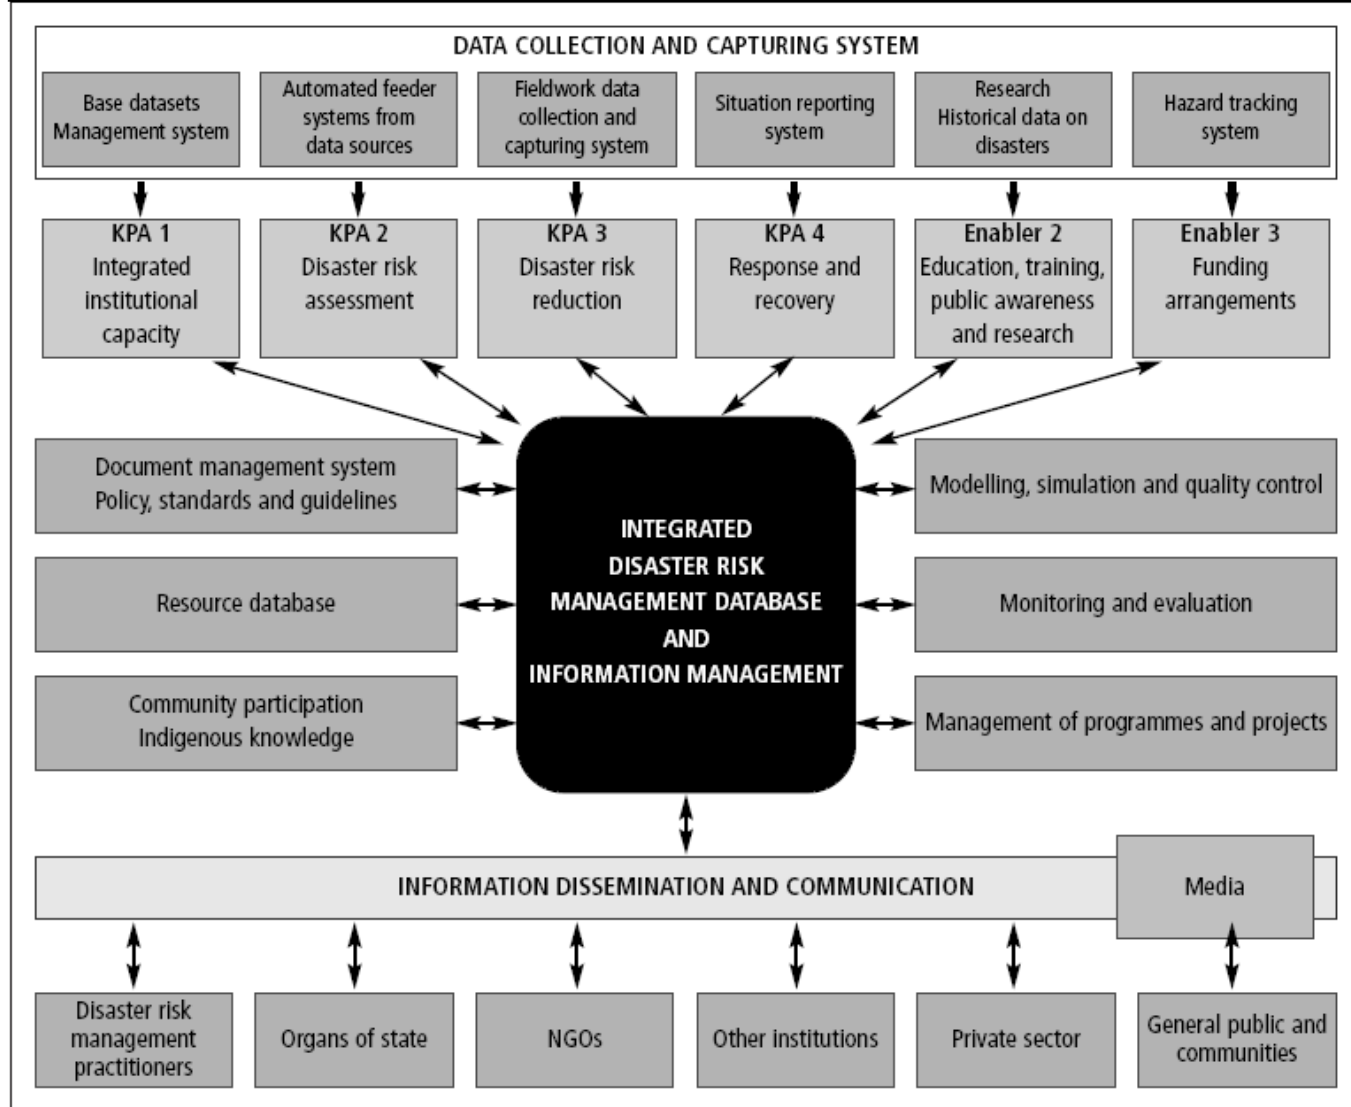 DATA COLLECTION AND CAPTURING SYSTEM
Base datasets
Management system
Automated feeder
systems from
data sources
Fieldwork data
collection and
capturing system
Situation reporting
system
Research
Historical data on
disasters
Hazard tracking
system
KPA 1
Integrated
institutional
capacity
KPA 2
Disaster risk
assessment
KPA 3
Disaster risk
reduction
KPA 4
Response and
recovery
Enabler 2
Education, training,
public awareness
and research
Enabler 3
Funding
arrangements
Document management system
Policy, standards and guidelines
Resource database
Community participation
Indigenous knowledge
INTEGRATED
DISASTER RISK
MANAGEMENT DATABASE
AND
INFORMATION MANAGEMENT
Modelling, simulation and quality control
Monitoring and evaluation
Management of programmes and projects
INFORMATION DISSEMINATION AND COMMUNICATION
Media
Disaster risk
management
practitioners
Organs of state
NGOs
Other institutions
Private sector
General public and
communities